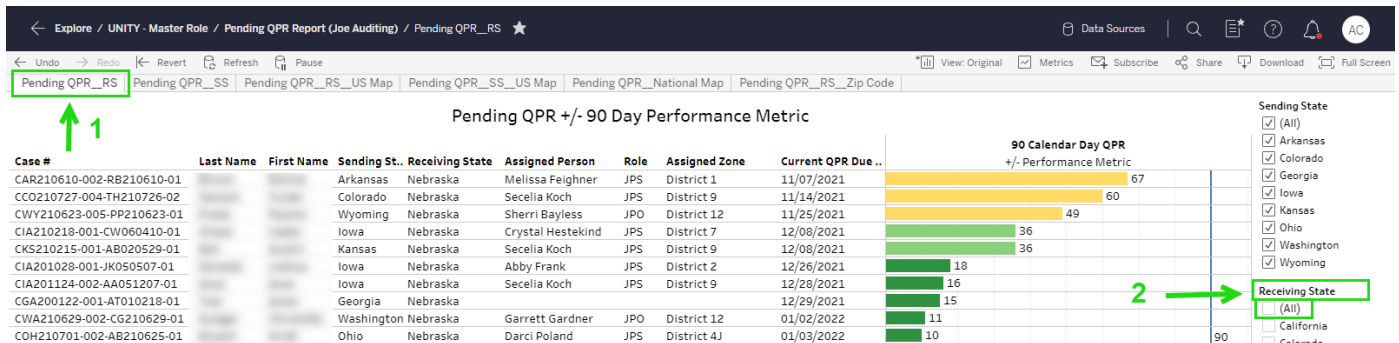 Explore / UNITY - Master Role / Pending QPR Report (Joe Auditing) / Pending QPR__RS
Data Sources
AC
Undo Redo Revert Refresh Pause
View: Original Metrics Subscribe Share Download Full Screen
Pending QPR__RS Pending QPR__SS Pending QPR__RS__US Map Pending QPR__SS__US Map Pending QPR__National Map Pending QPR__RS__Zip Code
1
Pending QPR +/- 90 Day Performance Metric
90 Calendar Day QPR
+/- Performance Metric
Case # Last Name First Name Sending St.. Receiving State Assigned Person Role Assigned Zone Current QPR Due ..
CAR210610-002-RB210610-01 Arkansas Nebraska Melissa Feighner JPS District 1 11/07/2021 67
CCO210727-004-TH210726-02 Colorado Nebraska Secelia Koch JPS District 9 11/14/2021 60
CWY210623-005-PP210623-01 Wyoming Nebraska Sherri Bayless JPO District 12 11/25/2021 49
CIA210218-001-CW060410-01 Iowa Nebraska Crystal Hestekind JPS District 7 12/08/2021 36
CKS210215-001-AB020529-01 Kansas Nebraska Secelia Koch JPS District 9 12/08/2021 36
CIA201028-001-JK050507-01 Iowa Nebraska Abby Frank JPS District 2 12/26/2021 18
CIA201124-002-AA051207-01 Iowa Nebraska Secelia Koch JPS District 9 12/28/2021 16
CGA200122-001-AT010218-01 Georgia Nebraska 12/29/2021 15
CWA210629-002-CG210629-01 Washington Nebraska Garrett Gardner JPO District 12 01/02/2022 11
COH210701-002-AB210625-01 Ohio Nebraska Darci Poland JPS District 4J 01/03/2022 10
90
Sending State
(All)
Arkansas
Colorado
Georgia
Iowa
Kansas
Ohio
Washington
Wyoming
2
Receiving State
(All)
California
Colorado